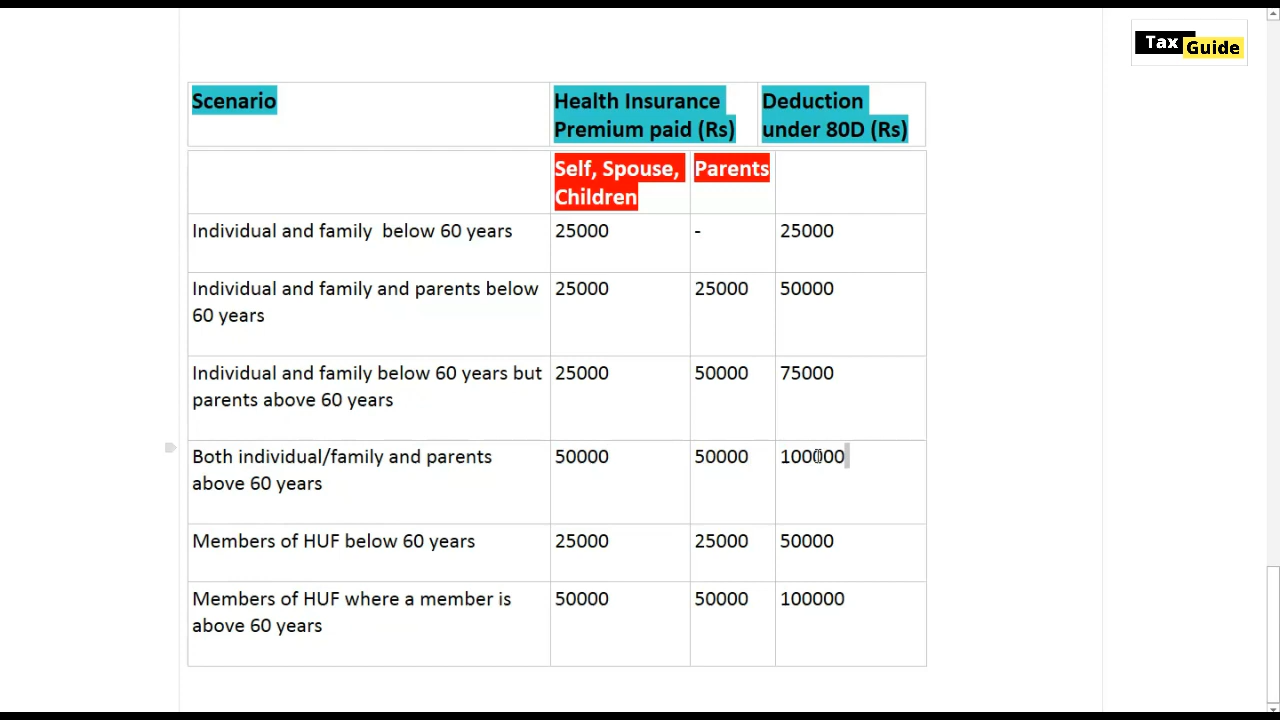 Tax Guide
Scenario
Health Insurance
Premium paid (Rs)
Deduction
under 80D (Rs)
Self, Spouse,
Children
Parents
Individual and family below 60 years
25000
-
25000
Individual and family and parents below
60 years
25000
25000
50000
Individual and family below 60 years but
parents above 60 years
25000
50000
75000
Both individual/family and parents
above 60 years
50000
50000
100000
Members of HUF below 60 years
25000
25000
50000
Members of HUF where a member is
above 60 years
50000
50000
100000